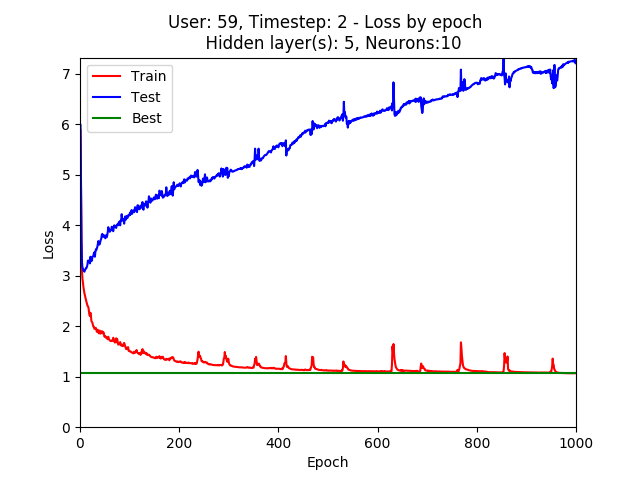 User: 59, Timestep: 2 - Loss by epoch
Hidden layer(s): 5, Neurons:10
Train
Test
Best
7
6
5
4
3
2
1
0
Loss
0 200 400 600 800 1000
Epoch